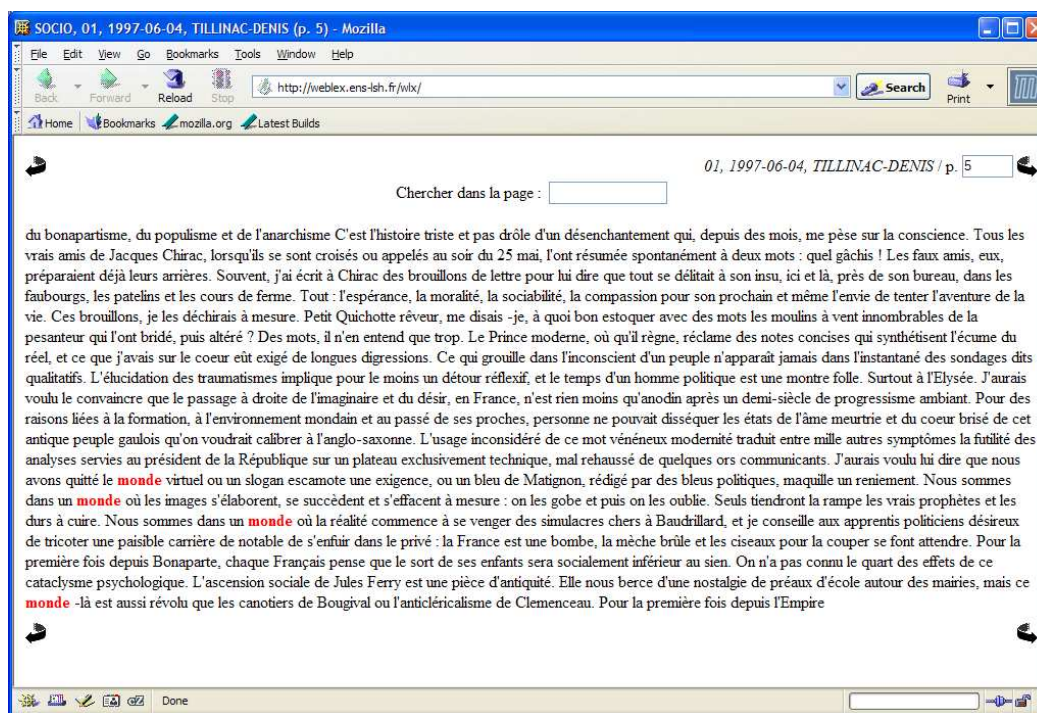 SOCIO, 01, 1997-06-04, TILLINAC-DENIS (p. 5) - Mozilla
File Edit View Go Bookmarks Tools Window Help
Back Forward Reload Stop http://weblex.ens-lsh.fr/wlx/ Search Print
Home Bookmarks mozilla.org Latest Builds
01, 1997-06-04, TILLINAC-DENIS / p. 5
Chercher dans la page :
du bonapartisme, du populisme et de l'anarchisme C'est l'histoire triste et pas drôle d'un désenchantement qui, depuis des mois, me pèse sur la conscience. Tous les
vrais amis de Jacques Chirac, lorsqu'ils se sont croisés ou appelés au soir du 25 mai, l'ont résumée spontanément à deux mots : quel gâchis ! Les faux amis, eux,
préparaient déjà leurs arrières. Souvent, j'ai écrit à Chirac des brouillons de lettre pour lui dire que tout se délitait à son insu, ici et là, près de son bureau, dans les
faubourgs, les patelins et les cours de ferme. Tout : l'espérance, la moralité, la sociabilité, la compassion pour son prochain et même l'envie de tenter l'aventure de la
vie. Ces brouillons, je les déchirais à mesure. Petit Quichotte rêveur, me disais -je, à quoi bon estoquer avec des mots les moulins à vent innombrables de la
pesanteur qui l'ont bridé, puis altéré ? Des mots, il n'en entend que trop. Le Prince moderne, où qu'il règne, réclame des notes concises qui synthétisent l'écume du
réel, et ce que j'avais sur le coeur eût exigé de longues digressions. Ce qui grouille dans l'inconscient d'un peuple n'apparaît jamais dans l'instantané des sondages dits
qualitatifs. L'élucidation des traumatismes implique pour le moins un détour réflexif, et le temps d'un homme politique est une montre folle. Surtout à l'Elysée. J'aurais
voulu le convaincre que le passage à droite de l'imaginaire et du désir, en France, n'est rien moins qu'anodin après un demi-siècle de progressisme ambiant. Pour des
raisons liées à la formation, à l'environnement mondain et au passé de ses proches, personne ne pouvait disséquer les états de l'âme meurtrie et du coeur brisé de cet
antique peuple gaulois qu'on voudrait calibrer à l'anglo-saxonne. L'usage inconsidéré de ce mot vénéneux modernité traduit entre mille autres symptômes la futilité des
analyses servies au président de la République sur un plateau exclusivement technique, mal rehaussé de quelques ors communicants. J'aurais voulu lui dire que nous
avons quitté le monde virtuel ou un slogan escamote une exigence, ou un bleu de Matignon, rédigé par des bleus politiques, maquille un reniement. Nous sommes
dans un monde où les images s'élaborent, se succèdent et s'effacent à mesure : on les gobe et puis on les oublie. Seuls tiendront la rampe les vrais prophètes et les
durs à cuire. Nous sommes dans un monde où la réalité commence à se venger des simulacres chers à Baudrillard, et je conseille aux apprentis politiciens désireux
de tricoter une paisible carrière de notable de s'enfuir dans le privé : la France est une bombe, la mèche brûle et les ciseaux pour la couper se font attendre. Pour la
première fois depuis Bonaparte, chaque Français pense que le sort de ses enfants sera socialement inférieur au sien. On n'a pas connu le quart des effets de ce
cataclysme psychologique. L'ascension sociale de Jules Ferry est une pièce d'antiquité. Elle nous berce d'une nostalgie de préaux d'école autour des mairies, mais ce
monde -là est aussi révolu que les canotiers de Bougival ou l'anticléricalisme de Clemenceau. Pour la première fois depuis l'Empire
Done